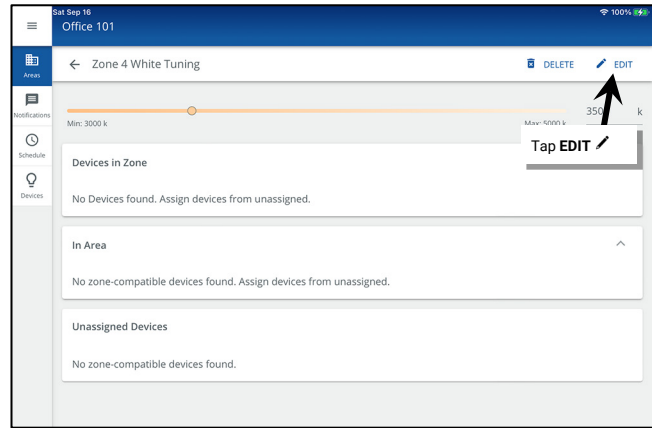 Sat Sep 16
100%
Office 101
Areas
Zone 4 White Tuning
DELETE
EDIT
Notifications
350
k
Min: 3000 k
Max: 5000 k
Tap EDIT
Schedule
Devices in Zone
Devices
No Devices found. Assign devices from unassigned.
In Area
No zone-compatible devices found. Assign devices from unassigned.
Unassigned Devices
No zone-compatible devices found.